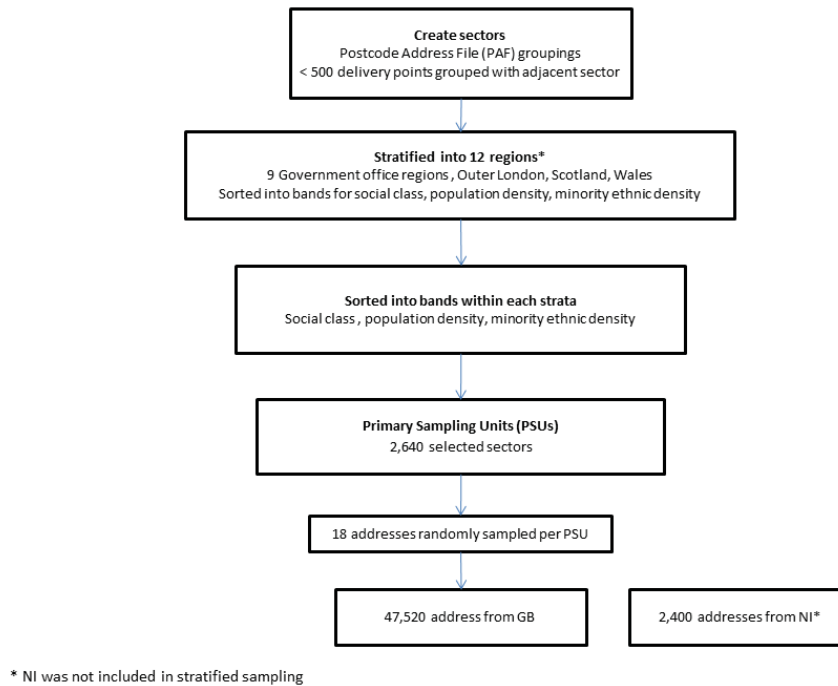 Create sectors
Postcode Address File (PAF) groupings
< 500 delivery points grouped with adjacent sector
Stratified into 12 regions*
9 Government office regions , Outer London, Scotland, Wales
Sorted into bands for social class, population density, minority ethnic density
Sorted into bands within each strata
Social class , population density, minority ethnic density
Primary Sampling Units (PSUs)
2,640 selected sectors
18 addresses randomly sampled per PSU
47,520 address from GB
2,400 addresses from NI*
* NI was not included in stratified sampling